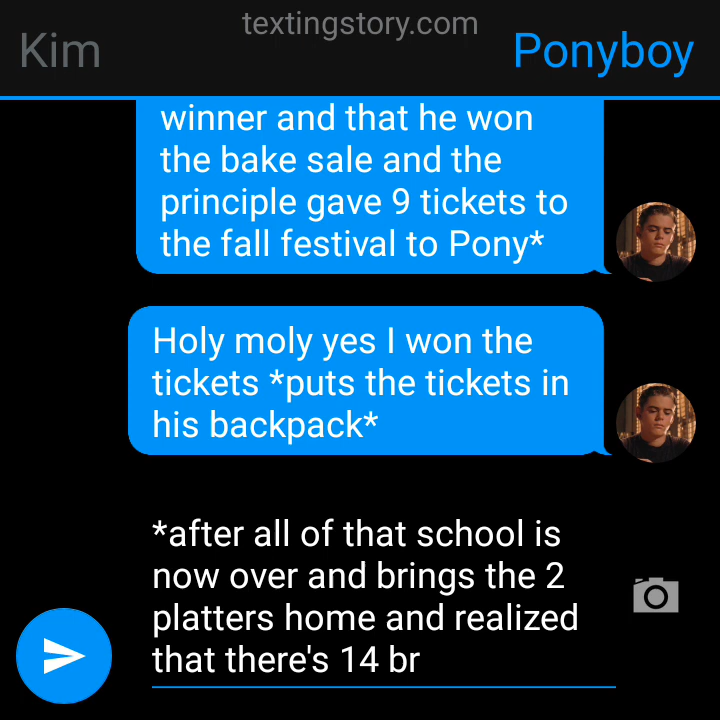 textingstory.com
Kim
Ponyboy
winner and that he won
the bake sale and the
principle gave 9 tickets to
the fall festival to Pony*
Holy moly yes I won the
tickets *puts the tickets in
his backpack*
*after all of that school is
now over and brings the 2
platters home and realized
that there's 14 br